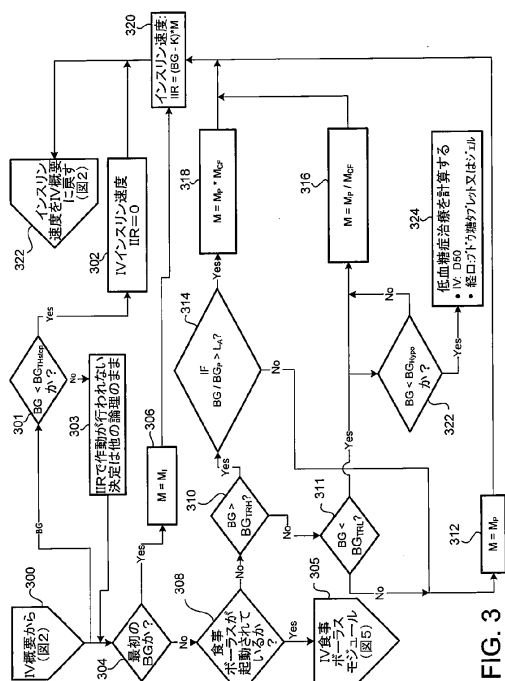 300
IV概要から
(図2)
BG
301
BG < BGTHstop
か?
Yes
No
302
IVインスリン速度
IIR=0
303
IIRで作動が行われない
決定は他の論理のまま
322
インスリン
速度をIV概要
に戻す
(図2)
320
インスリン速度:
IIR = (BG - K)*M
304
最初の
BGか?
Yes
No
306
M = MI
308
食事
ボーラスが
起動されて
いるか
?
No
Yes
305
IV食事
ボーラス
モジュール
(図5)
310
BG >
BGTRH?
Yes
No
311
BG <
BGTRL?
Yes
No
314
IF
BG / BGP > LA?
Yes
No
318
M = MP * MCF
316
M = MP / MCF
322
BG < BGHypo
か?
No
Yes
324
低血糖症治療を計算する
• IV: D50
• 経口:ブドウ糖タブレット又はジェル
312
M = MP
FIG. 3